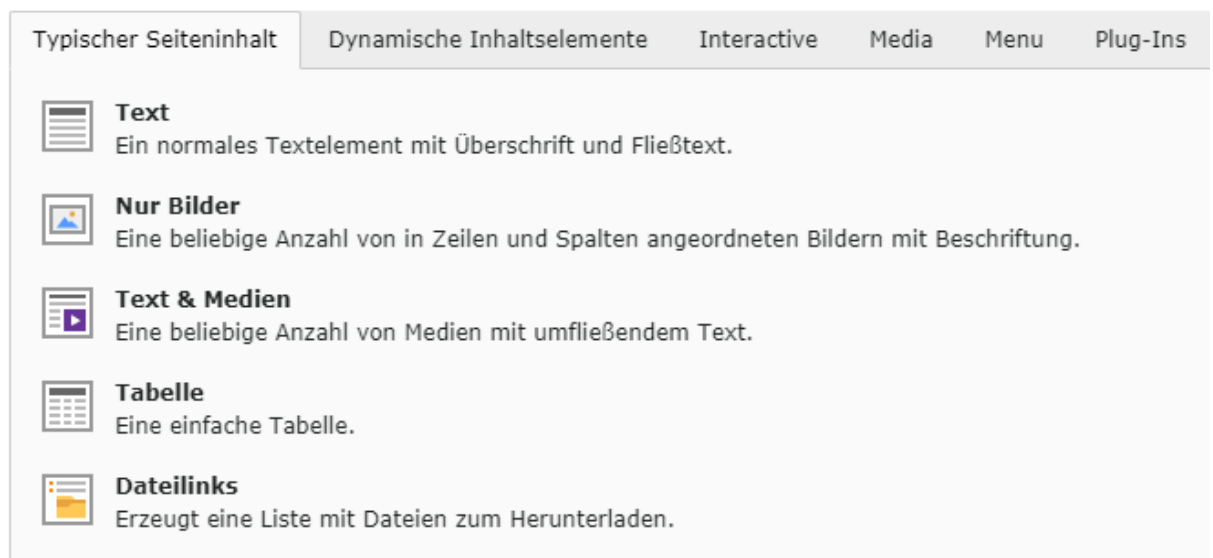 Typischer Seiteninhalt Dynamische Inhaltselemente Interactive Media Menu Plug-Ins
Text
Ein normales Textelement mit Überschrift und Fließtext.
Nur Bilder
Eine beliebige Anzahl von in Zeilen und Spalten angeordneten Bildern mit Beschriftung.
Text & Medien
Eine beliebige Anzahl von Medien mit umfließendem Text.
Tabelle
Eine einfache Tabelle.
Dateilinks
Erzeugt eine Liste mit Dateien zum Herunterladen.